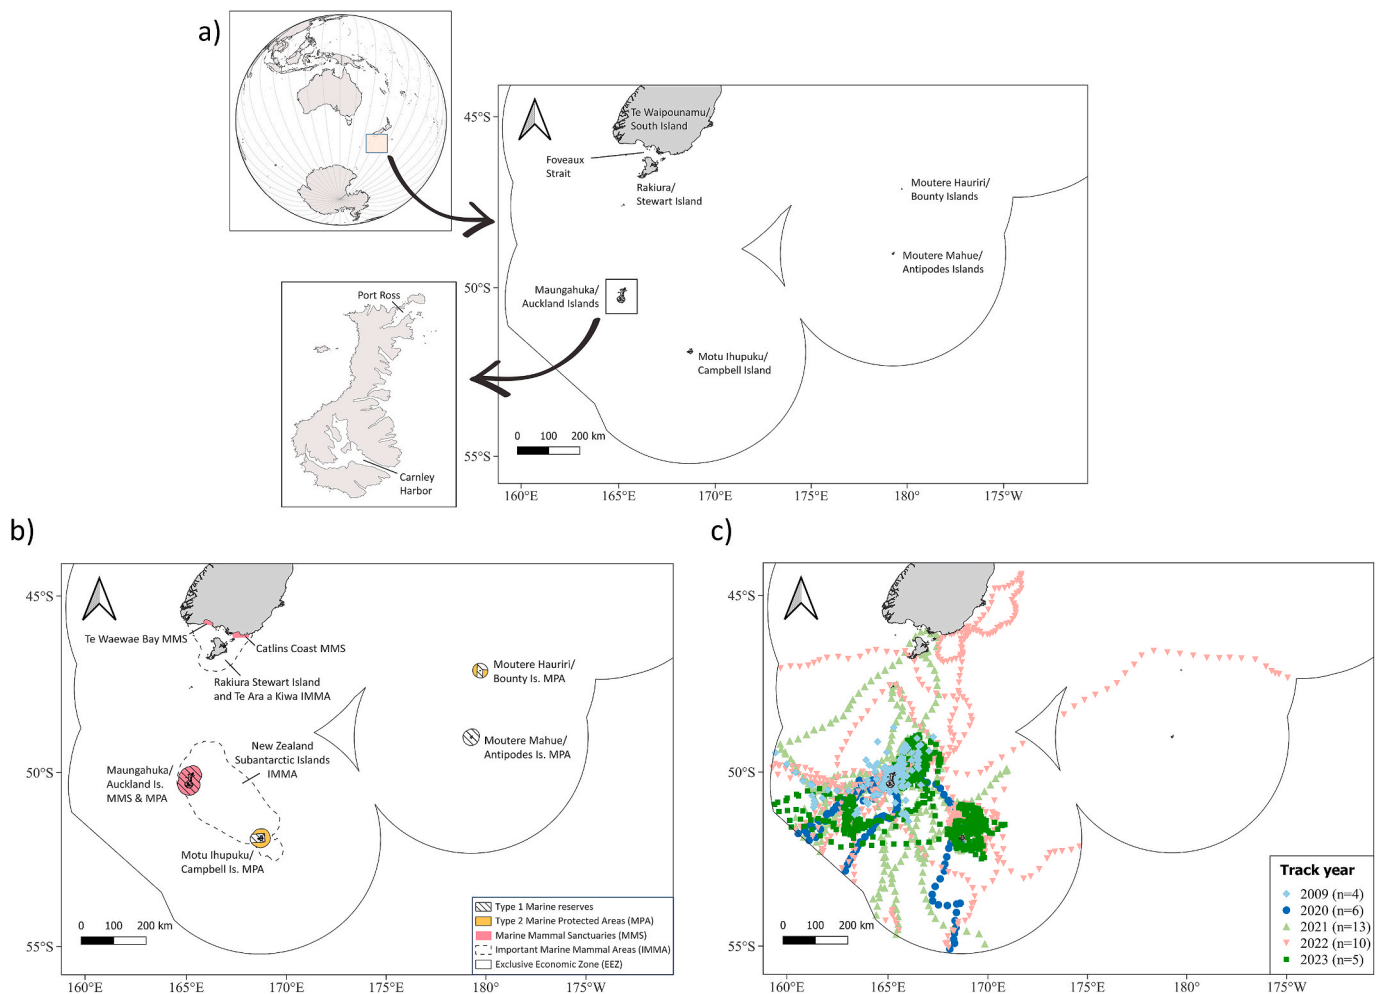 a)
45°S
50°S
55°S
160°E
165°E
170°E
175°E
180°
175°W
Te Waipounamu/
South Island
Foveaux
Strait
Rakiura/
Stewart Island
Moutere Hauriri/
Bounty Islands
Moutere Mahue/
Antipodes Islands
Maungahuka/
Auckland Islands
Motu Ihupuku/
Campbell Island
0 100 200 km
Port Ross
Carnley
Harbor
b)
45°S
50°S
55°S
160°E
165°E
170°E
175°E
180°
175°W
Te Waewae Bay MMS
Catlins Coast MMS
Rakiura Stewart Island
and Te Ara a Kiwa IMMA
Moutere Hauriri/
Bounty Is. MPA
Moutere Mahue/
Antipodes Is. MPA
New Zealand
Subantarctic Islands
IMMA
Maungahuka/
Auckland Is.
MMS & MPA
Motu Ihupuku/
Campbell Is. MPA
0 100 200 km
Type 1 Marine reserves
Type 2 Marine Protected Areas (MPA)
Marine Mammal Sanctuaries (MMS)
Important Marine Mammal Areas (IMMA)
Exclusive Economic Zone (EEZ)
c)
45°S
50°S
55°S
160°E
165°E
170°E
175°E
180°
175°W
0 100 200 km
Track year
2009 (n=4)
2020 (n=6)
2021 (n=13)
2022 (n=10)
2023 (n=5)